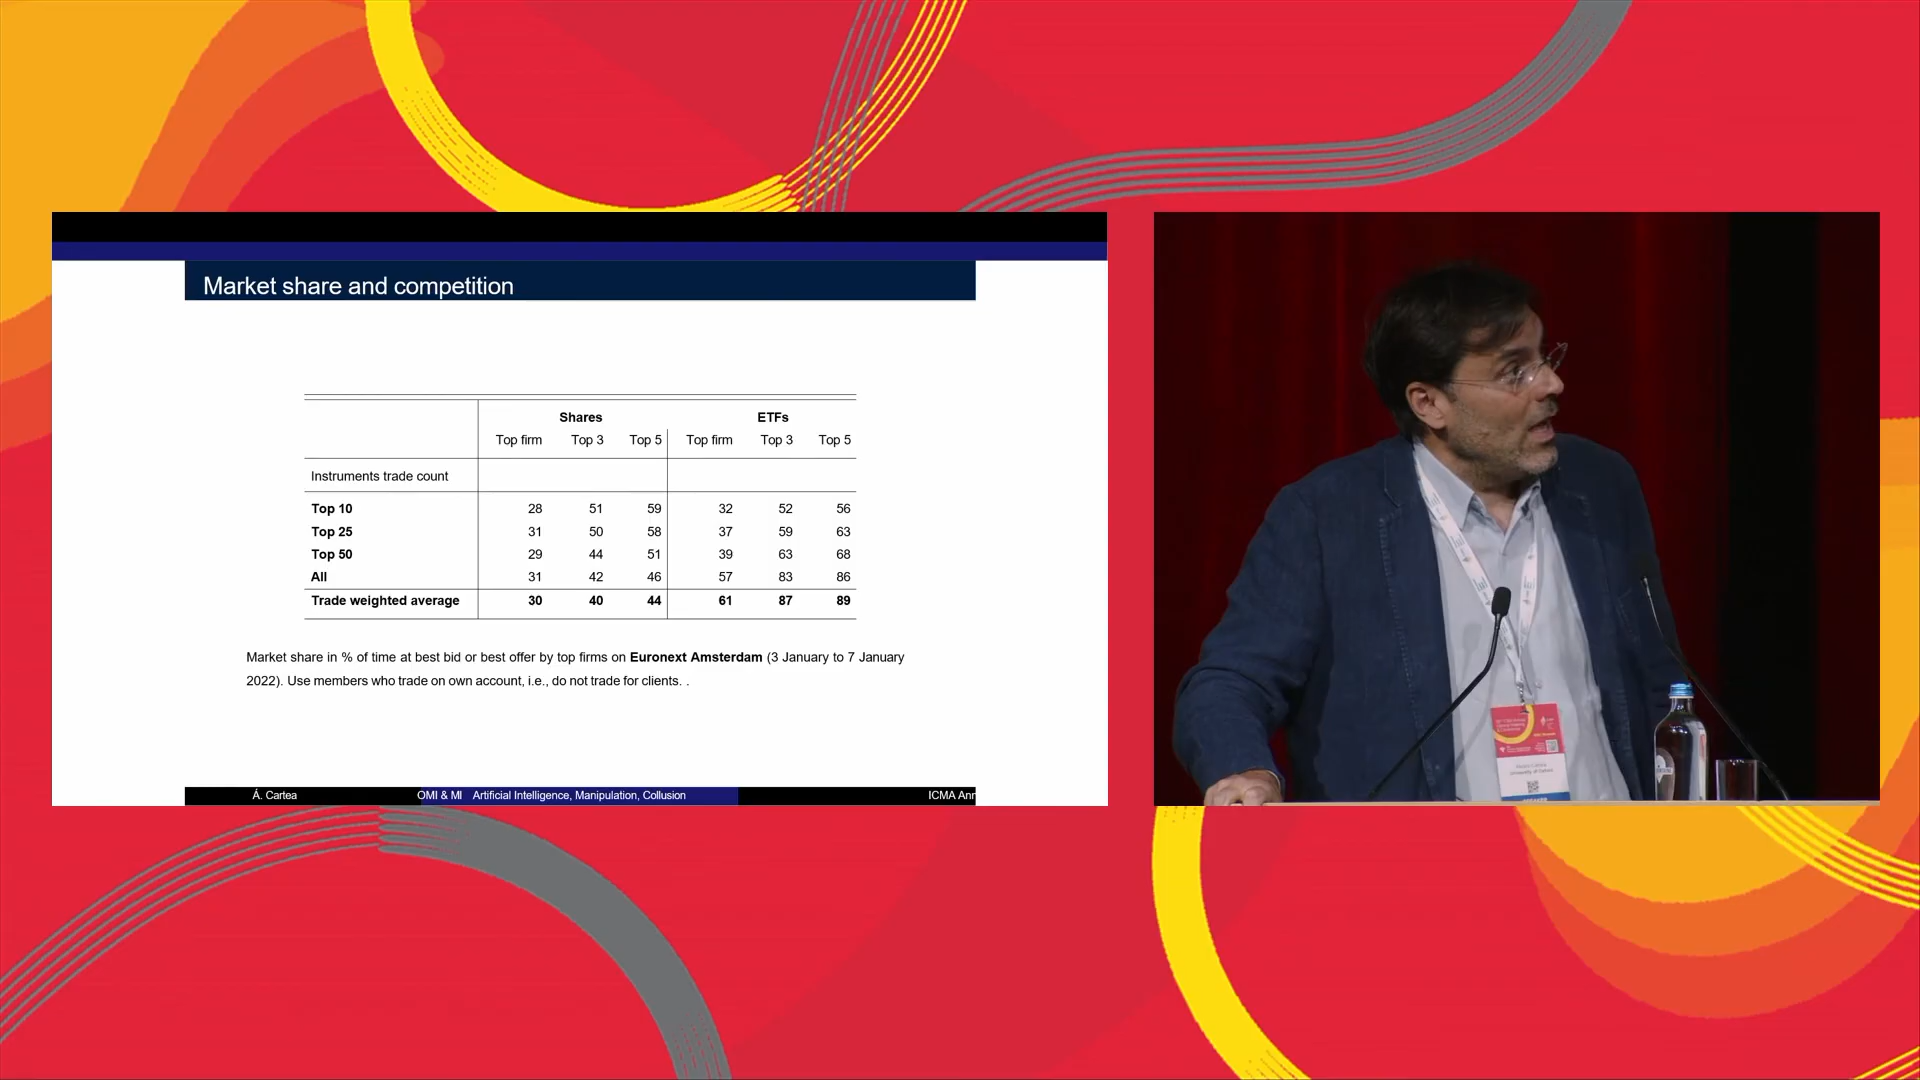 Market share and competition
Shares ETFs
Top firm Top 3 Top 5 Top firm Top 3 Top 5
Instruments trade count
Top 10 28 51 59 32 52 56
Top 25 31 50 58 37 59 63
Top 50 29 44 51 39 63 68
All 31 42 46 57 83 86
Trade weighted average 30 40 44 61 87 89
Market share in % of time at best bid or best offer by top firms on Euronext Amsterdam (3 January to 7 January
2022). Use members who trade on own account, i.e., do not trade for clients. .
Á. Cartea OMI & MI Artificial Intelligence, Manipulation, Collusion ICMA Ann